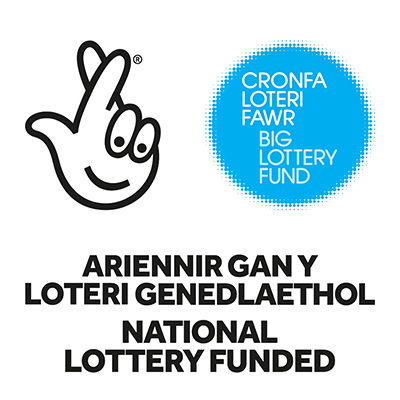 ®
CRONFA
LOTERI
FAWR
BIG
LOTTERY
FUND
ARIENNIR GAN Y
LOTERI GENEDLAETHOL
NATIONAL
LOTTERY FUNDED